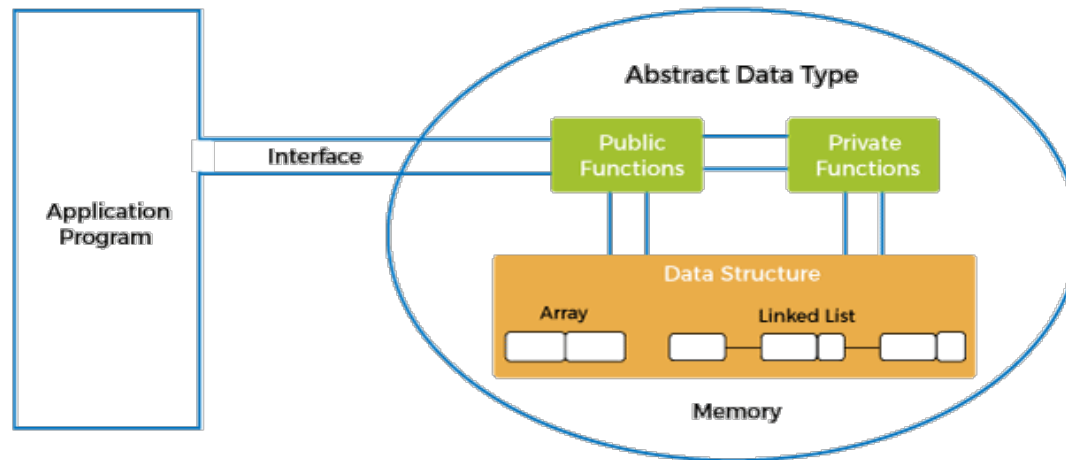 Abstract Data Type
Public
Functions
Private
Functions
Interface
Application
Program
Data Structure
Array
Linked List
Memory